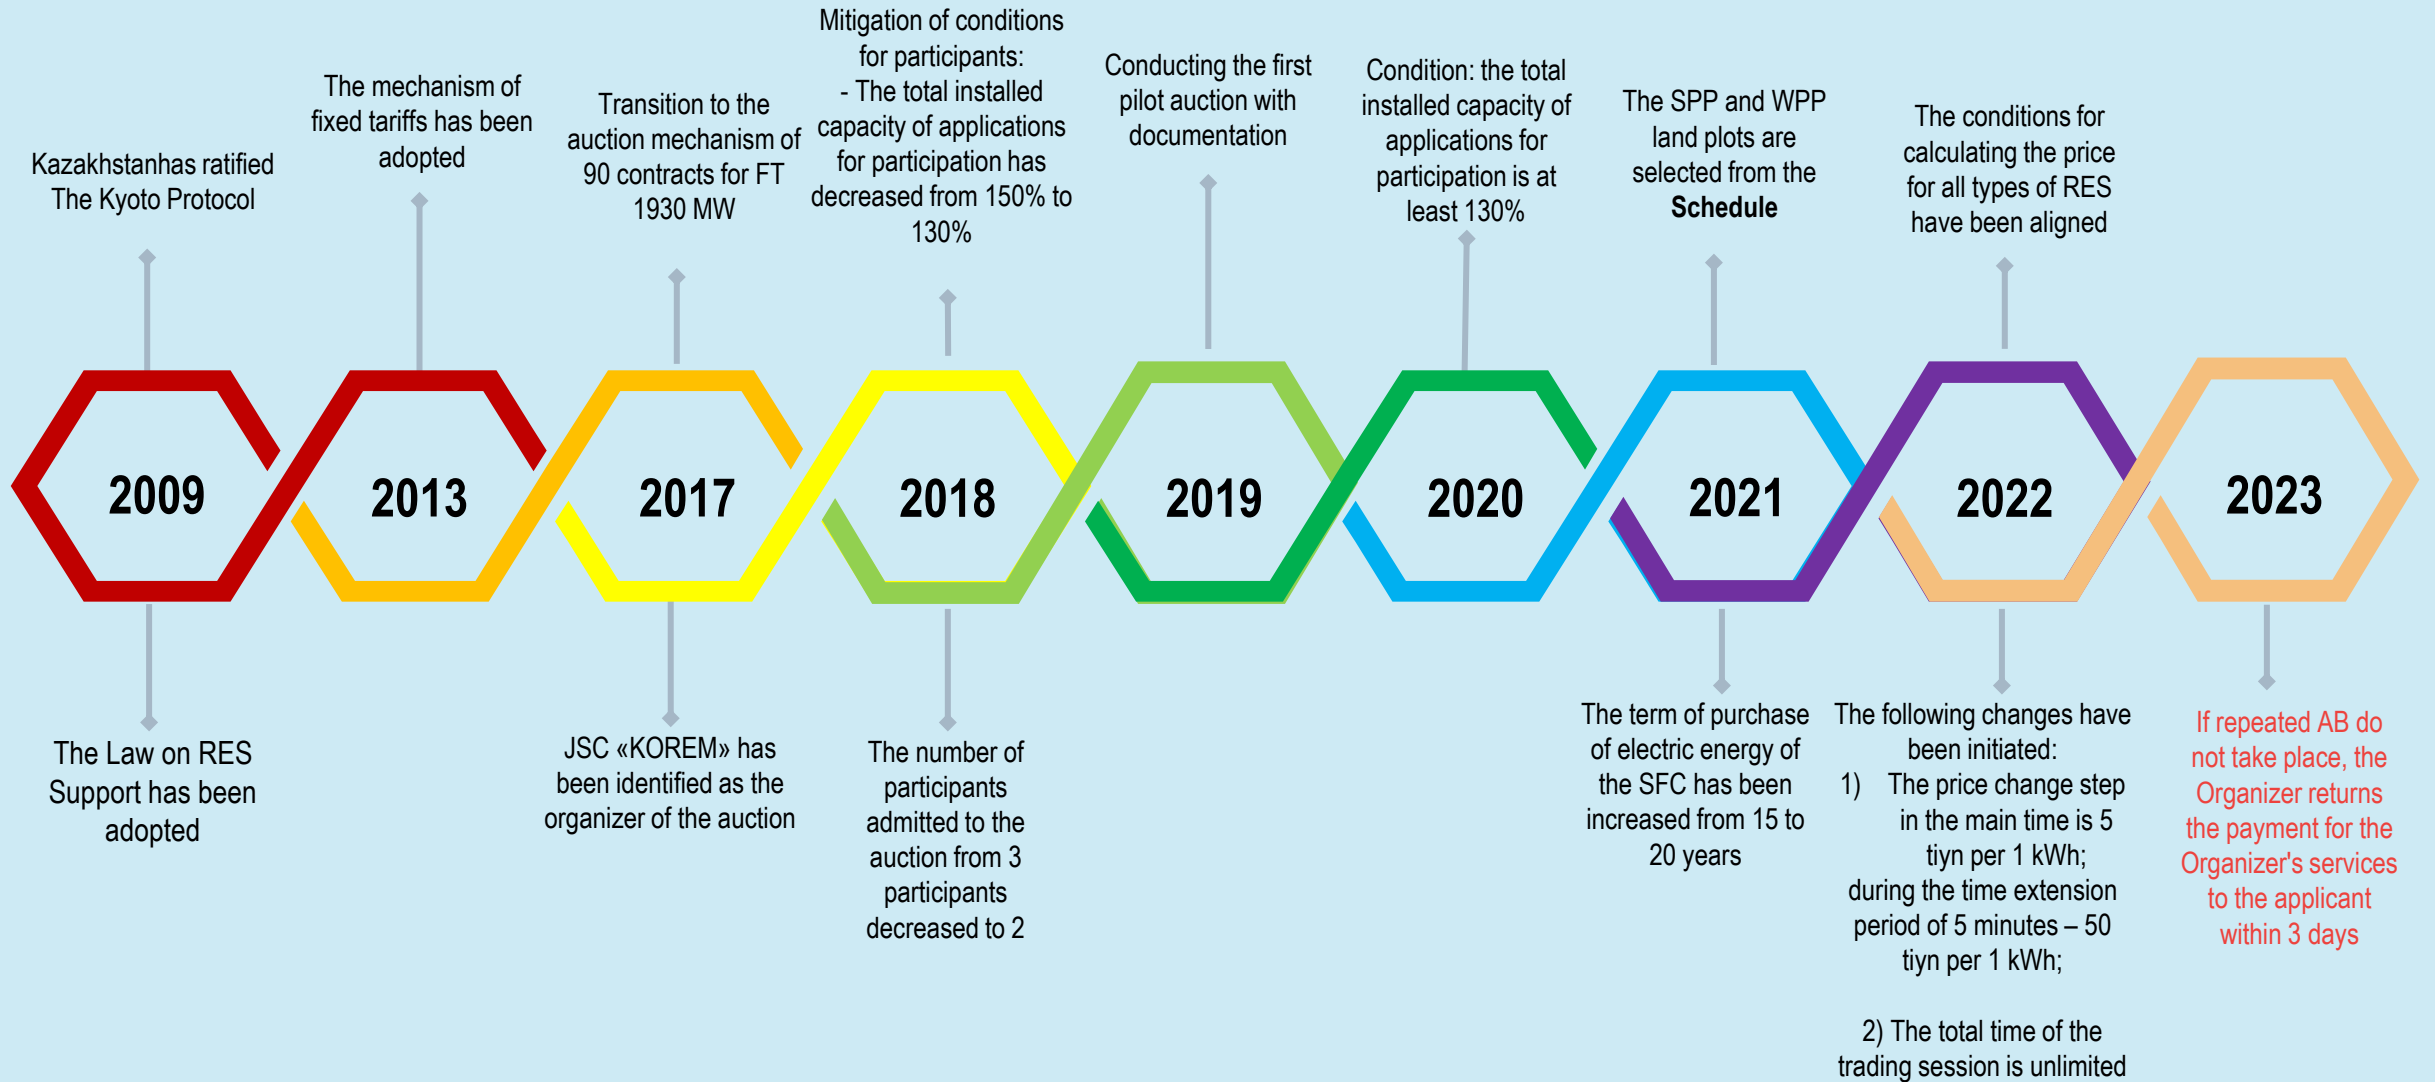 Kazakhstanhas ratified
The Kyoto Protocol
The mechanism of
fixed tariffs has been
adopted
Transition to the
auction mechanism of
90 contracts for FT
1930 MW
Mitigation of conditions
for participants:
- The total installed
capacity of applications
for participation has
decreased from 150% to
130%
Conducting the first
pilot auction with
documentation
Condition: the total
installed capacity of
applications for
participation is at
least 130%
The SPP and WPP
land plots are
selected from the
Schedule
The conditions for
calculating the price
for all types of RES
have been aligned
2009
2013
2017
2018
2019
2020
2021
2022
2023
The Law on RES
Support has been
adopted
JSC «KOREM» has
been identified as the
organizer of the auction
The number of
participants
admitted to the
auction from 3
participants
decreased to 2
The term of purchase
of electric energy of
the SFC has been
increased from 15 to
20 years
The following changes have
been initiated:
1) The price change step
in the main time is 5
tiyn per 1 kWh;
during the time extension
period of 5 minutes – 50
tiyn per 1 kWh;
2) The total time of the
trading session is unlimited
If repeated AB do
not take place, the
Organizer returns
the payment for the
Organizer's services
to the applicant
within 3 days